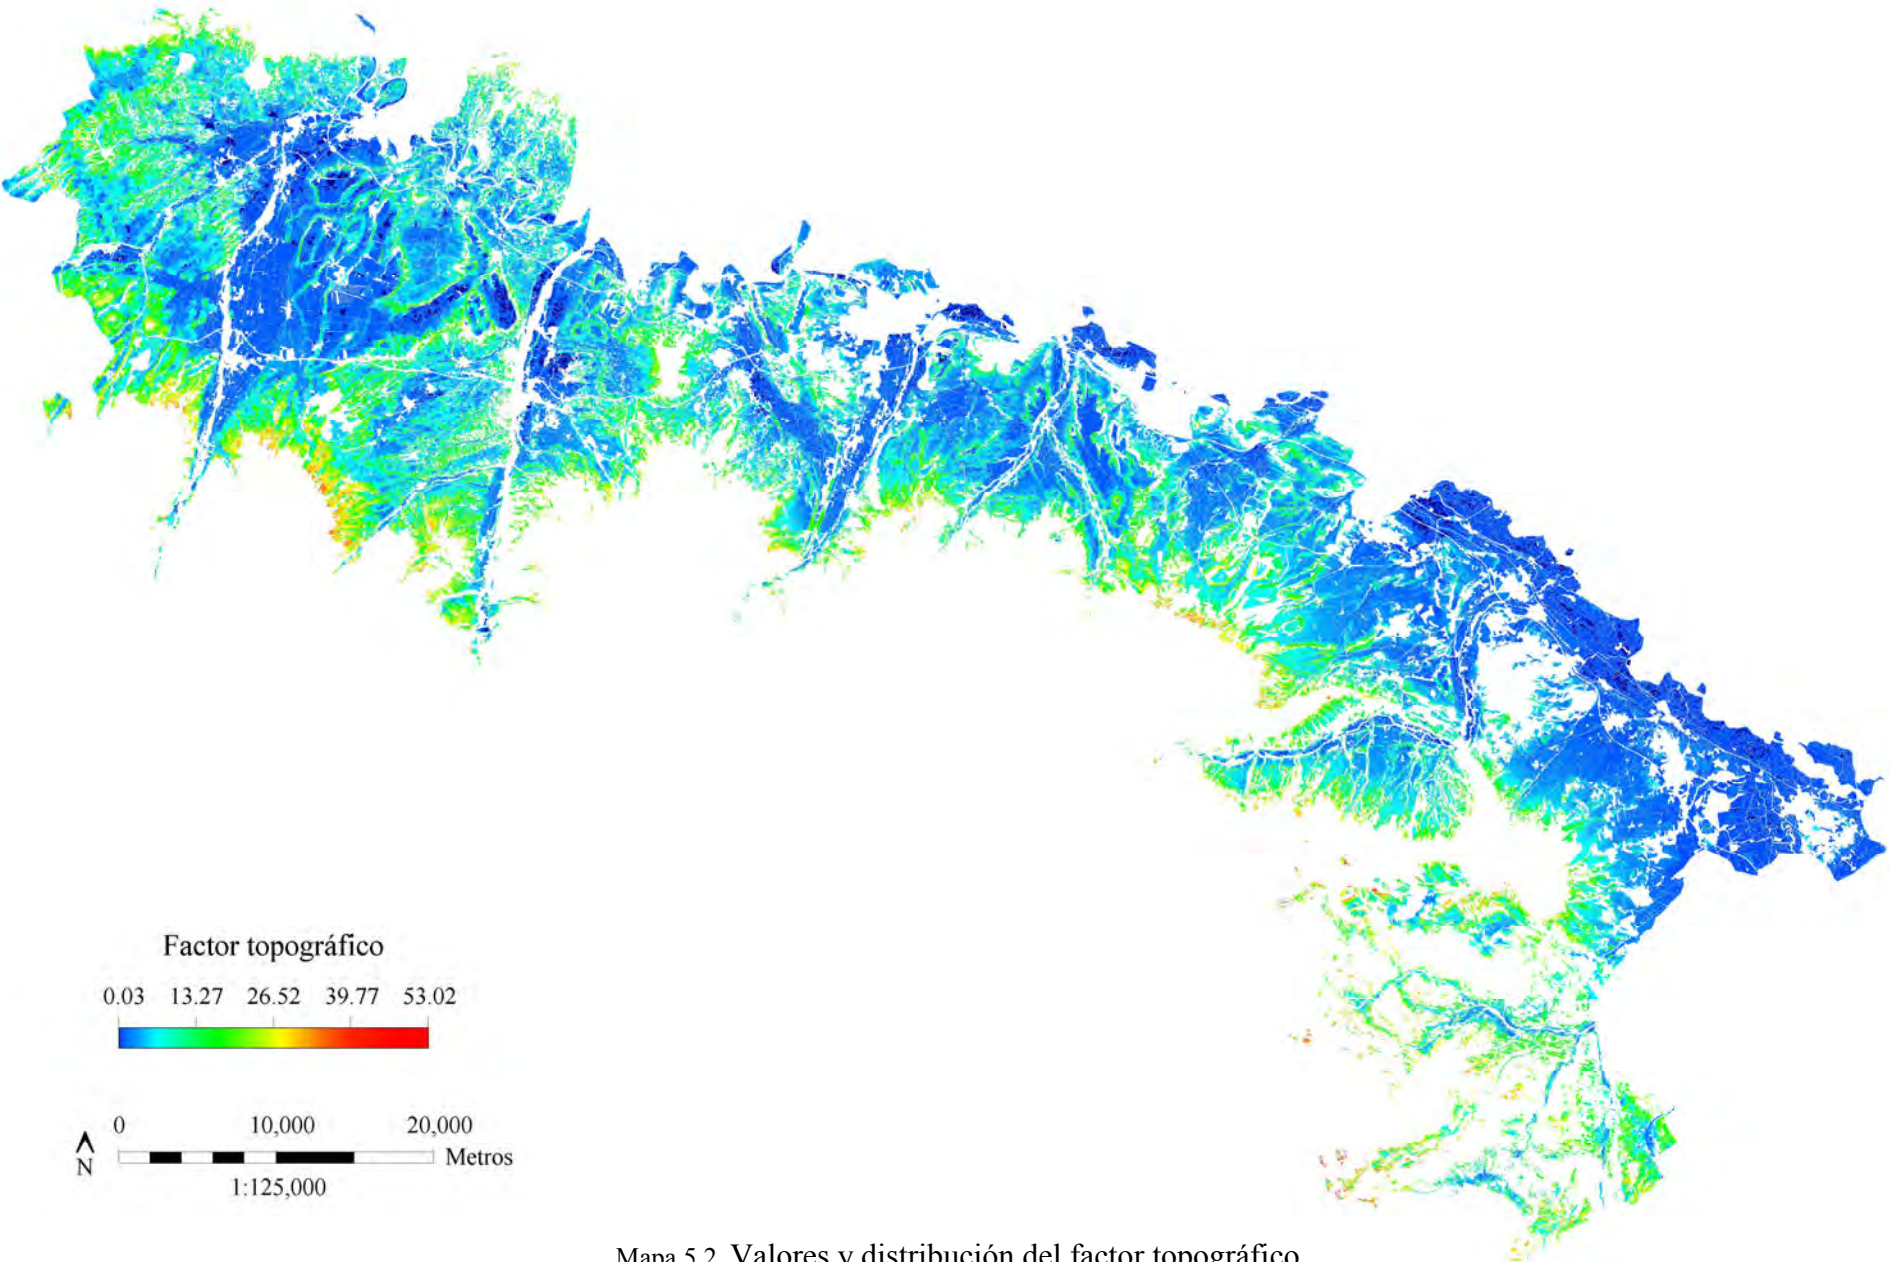 Factor topográfico
0.03 13.27 26.52 39.77 53.02
0 10,000 20,000
N
Metros
1:125,000
Mapa 5.2. Valores y distribución del factor topográfico